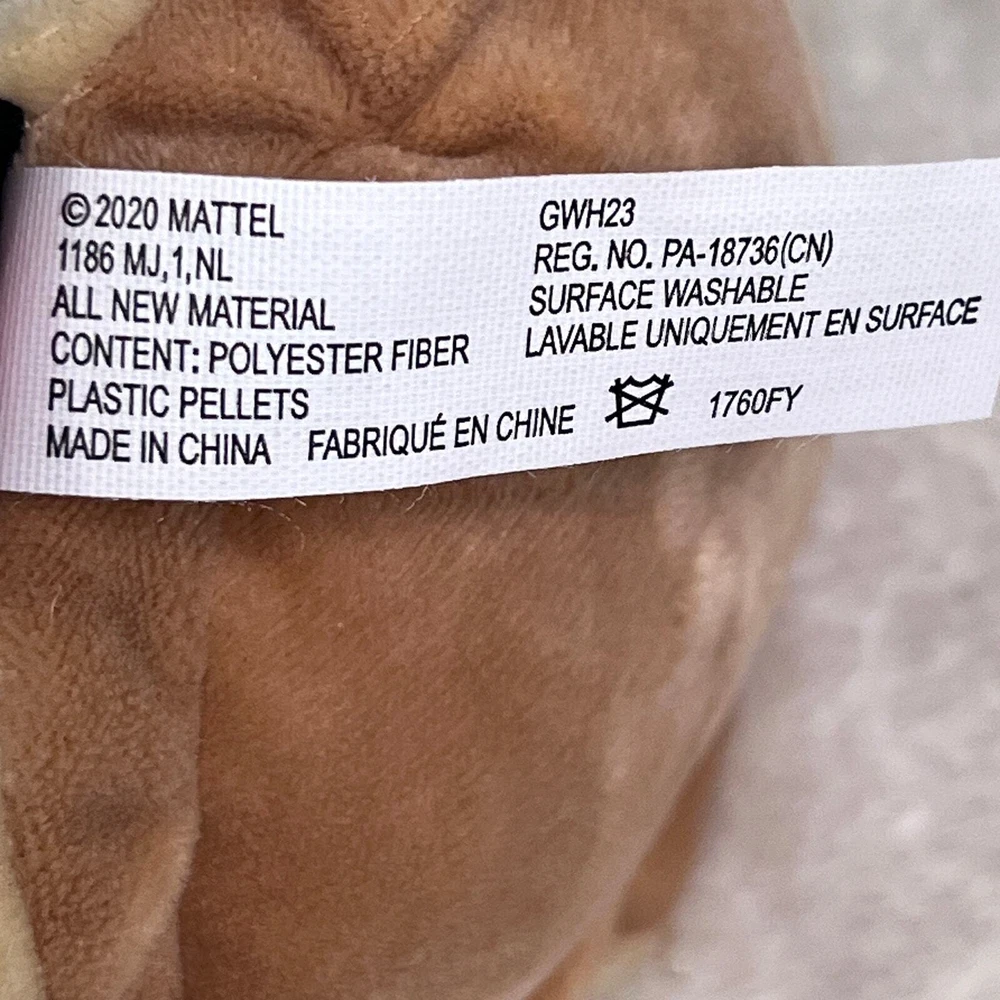 ©2020 MATTEL
1186 MJ,1,NL
ALL NEW MATERIAL
CONTENT: POLYESTER FIBER
PLASTIC PELLETS
MADE IN CHINA FABRIQUÉ EN CHINE
GWH23
REG. NO. PA-18736(CN)
SURFACE WASHABLE
LAVABLE UNIQUEMENT EN SURFACE
1760FY